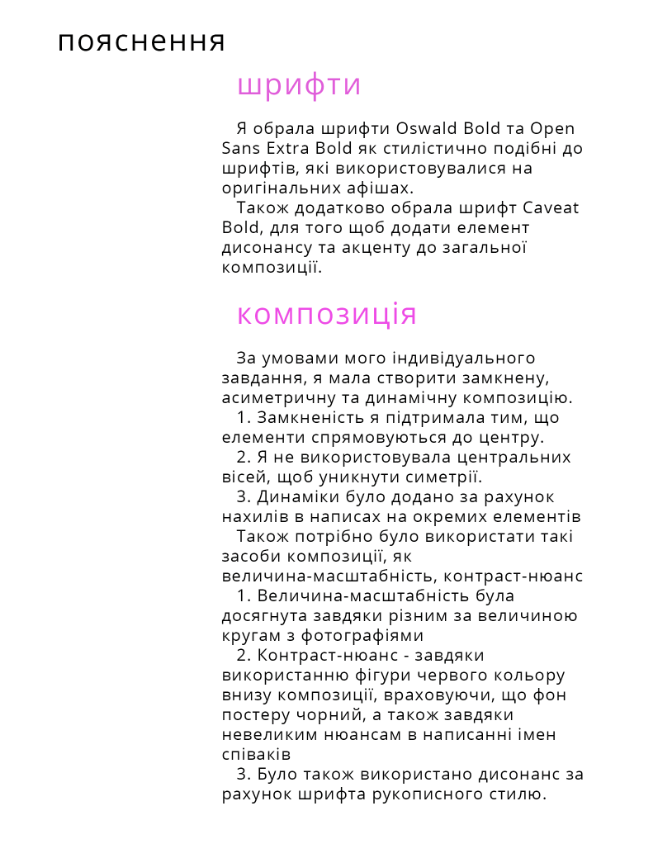 пояснення
шрифти
Я обрала шрифти Oswald Bold та Open
Sans Extra Bold як стилістично подібні до
шрифтів, які використовувалися на
оригінальних афішах.
Також додатково обрала шрифт Caveat
Bold, для того щоб додати елемент
дисонансу та акценту до загальної
композиції.
композиція
За умовами мого індивідуального
завдання, я мала створити замкнену,
асиметричну та динамічну композицію.
1. Замкненість я підтримала тим, що
елементи спрямовуються до центру.
2. Я не використовувала центральних
вісей, щоб уникнути симетрії.
3. Динаміки було додано за рахунок
нахилів в написах на окремих елементів
Також потрібно було використати такі
засоби композиції, як
величина-масштабність, контраст-нюанс
1. Величина-масштабність була
досягнута завдяки різним за величиною
кругам з фотографіями
2. Контраст-нюанс - завдяки
використанню фігури червого кольору
внизу композиції, враховуючи, що фон
постеру чорний, а також завдяки
невеликим нюансам в написанні імен
співаків
3. Було також використано дисонанс за
рахунок шрифта рукописного стилю.